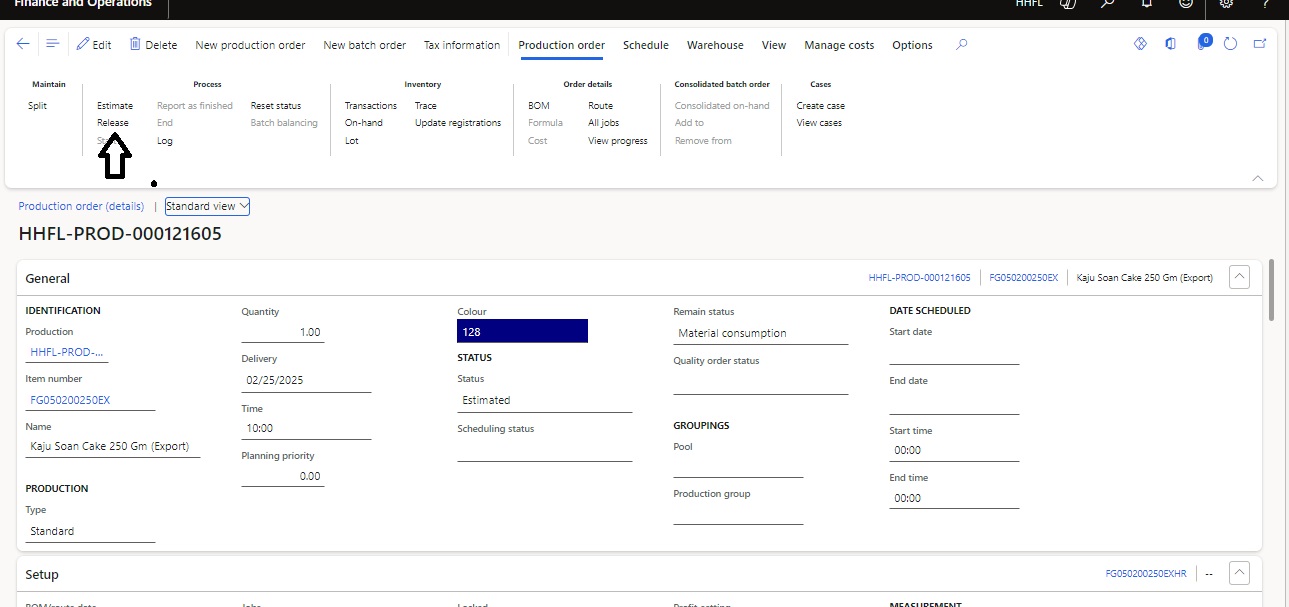 Finance and Operations
HHFL
?
Edit
Delete
New production order
New batch order
Tax information
Production order
Schedule
Warehouse
View
Manage costs
Options
0
Maintain
Split
Process
Estimate
Release
Report as finished
End
Log
Reset status
Batch balancing
Inventory
Transactions
On-hand
Lot
Trace
Update registrations
Order details
BOM
Formula
Cost
Route
All jobs
View progress
Consolidated batch order
Consolidated on-hand
Add to
Remove from
Cases
Create case
View cases
Production order (details) | Standard view
HHFL-PROD-000121605
General
HHFL-PROD-000121605
FG050200250EX
Kaju Soan Cake 250 Gm (Export)
IDENTIFICATION
Production
HHFL-PROD-...
Item number
FG050200250EX
Name
Kaju Soan Cake 250 Gm (Export)
PRODUCTION
Type
Standard
Quantity
1.00
Delivery
02/25/2025
Time
10:00
Planning priority
0.00
Colour
128
STATUS
Status
Estimated
Scheduling status
Remain status
Material consumption
Quality order status
GROUPINGS
Pool
Production group
DATE SCHEDULED
Start date
End date
Start time
00:00
End time
00:00
Setup
FG050200250EXHR
--
BOM/route date
Jobs
Locked
Profit setting
MEASUREMENT